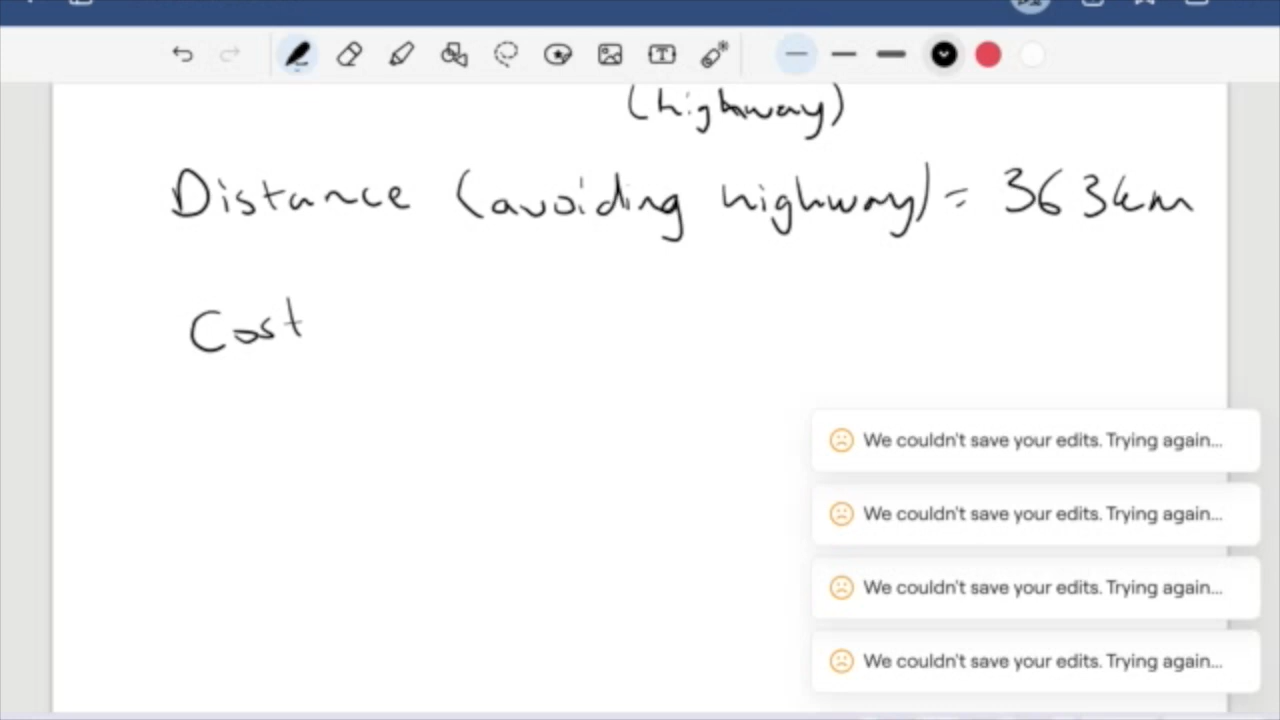 (highway)
Distance (avoiding highway) = 363km
Cost
We couldn't save your edits. Trying again...
We couldn't save your edits. Trying again...
We couldn't save your edits. Trying again...
We couldn't save your edits. Trying again...